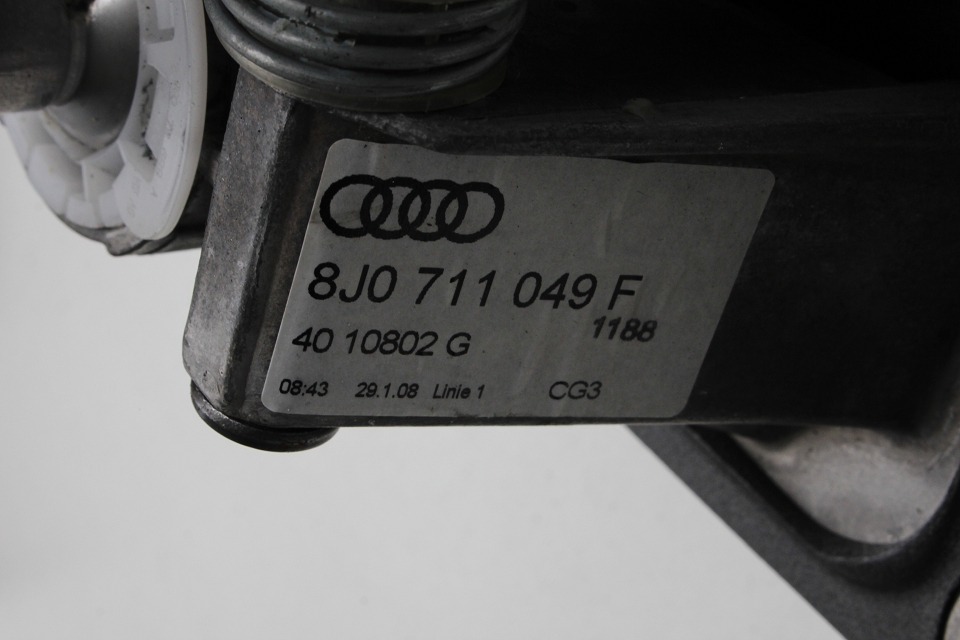 8J0 711 049 F
1188
40 10802 G
08:43 29.1.08 Linie 1 CG3